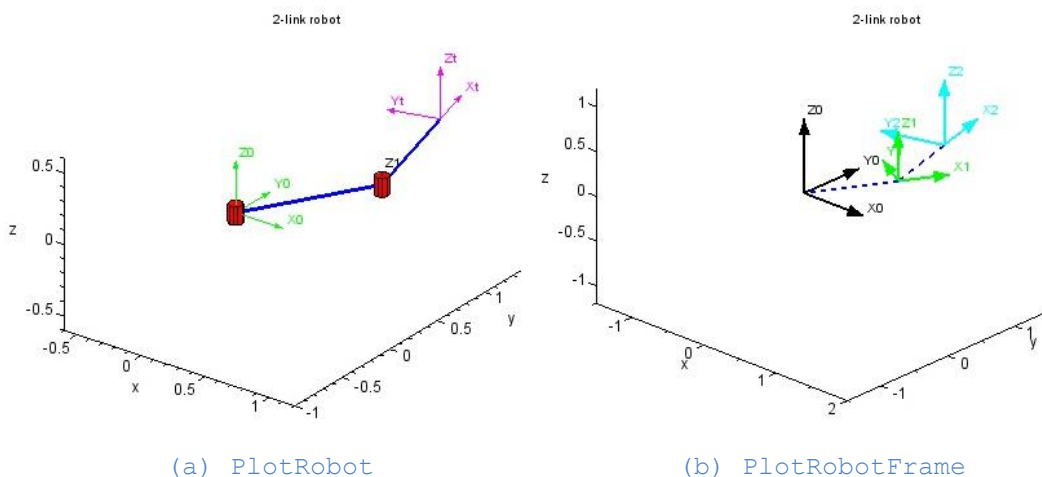 2-link robot
Zt
Xt
Yt
Z1
Z0
Y0
X0
0.5
0
-0.5
z
-0.5
0
0.5
1
x
-1
-0.5
0
0.5
1
y
(a) PlotRobot
2-link robot
Z2
X2
Y2
Z1
Y
X1
Z0
Y0
X0
1
0.5
0
-0.5
-1
z
-1
0
1
2
x
-1
0
1
y
(b) PlotRobotFrame